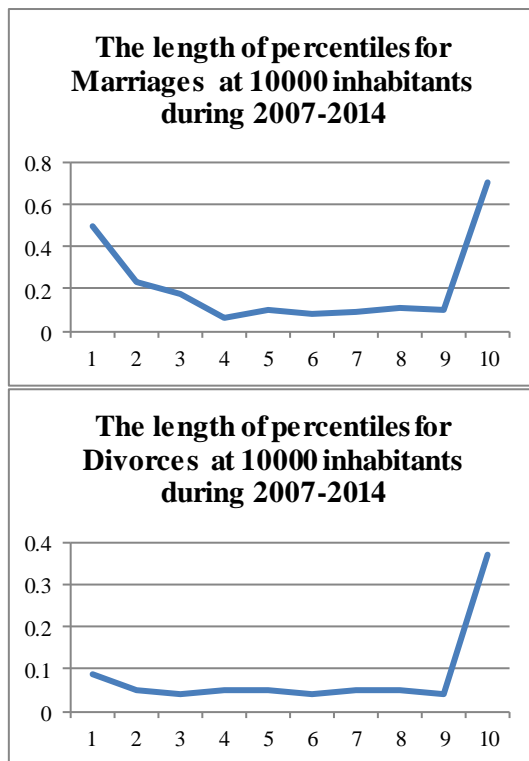 The length of percentiles for
Marriages at 10000 inhabitants
during 2007-2014
0.8
0.6
0.4
0.2
0
1 2 3 4 5 6 7 8 9 10
The length of percentiles for
Divorces at 10000 inhabitants
during 2007-2014
0.4
0.3
0.2
0.1
0
1 2 3 4 5 6 7 8 9 10